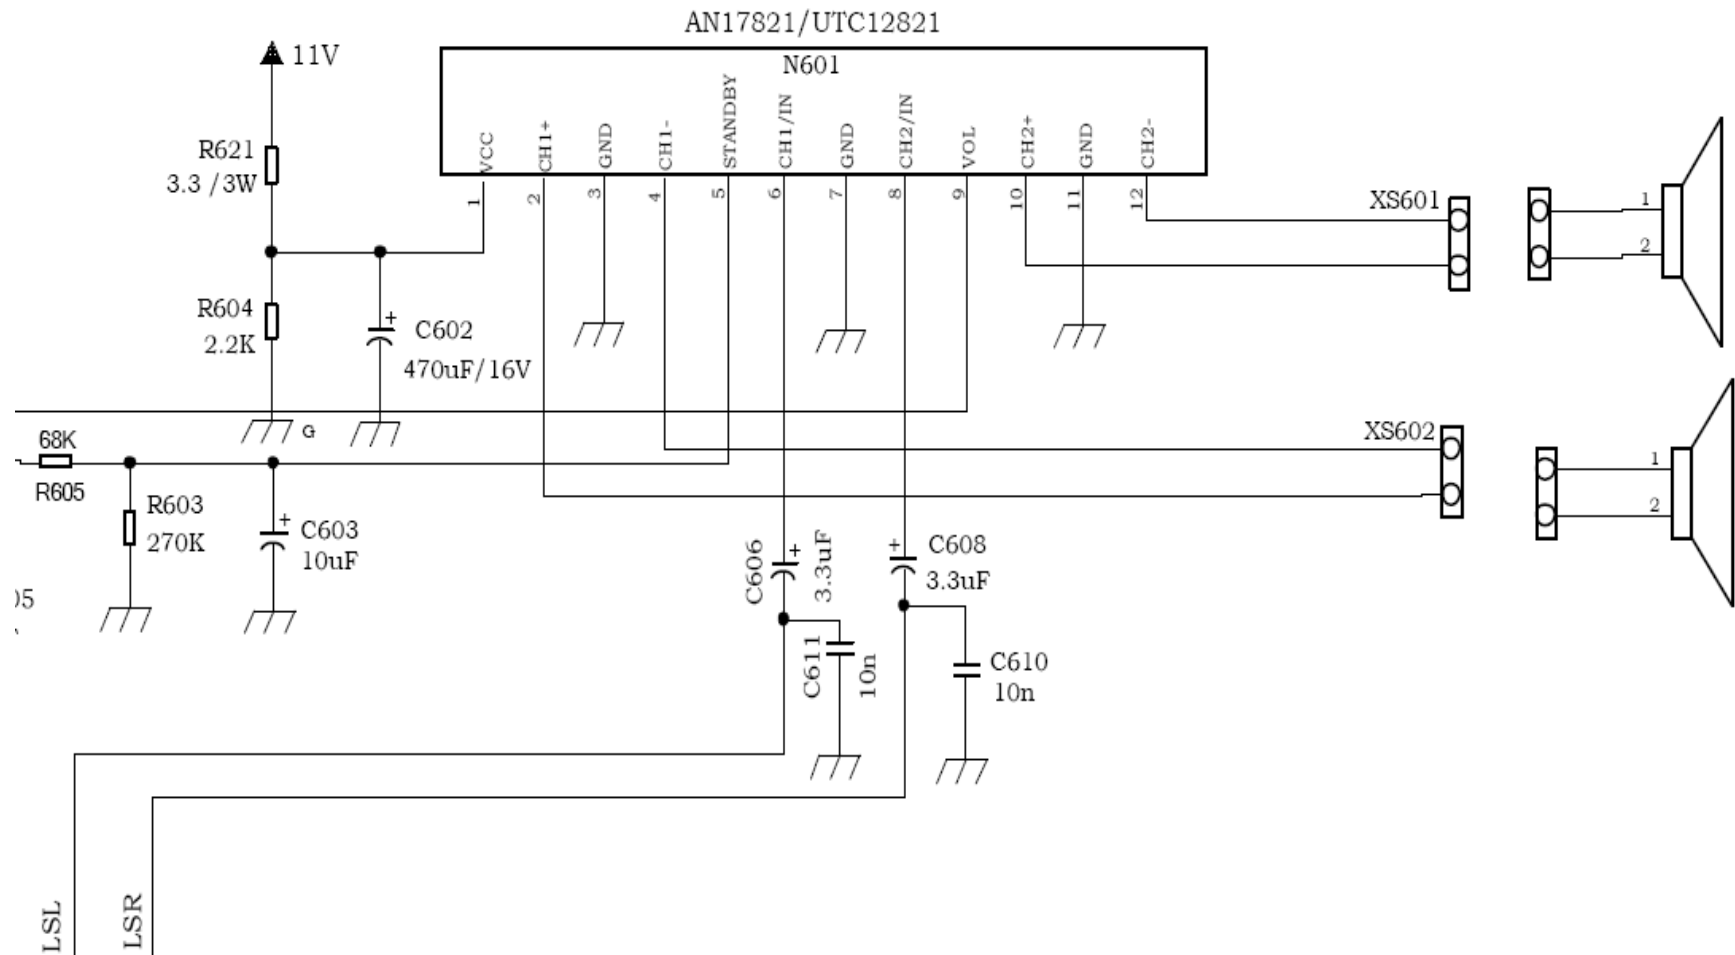 AN17821/UTC12821
N601
11V
VCC
CH1+
GND
CH1-
STANDBY
CH1/IN
GND
CH2/IN
VOL
CH2+
GND
CH2-
1
2
3
4
5
6
7
8
9
10
11
12
R621
3.3 /3W
XS601
1
2
R604
2.2K
C602
470uF/16V
G
XS602
1
2
68K
R605
R603
270K
C603
10uF
C606
3.3uF
C608
3.3uF
05
C611
10n
C610
10n
LSL
LSR